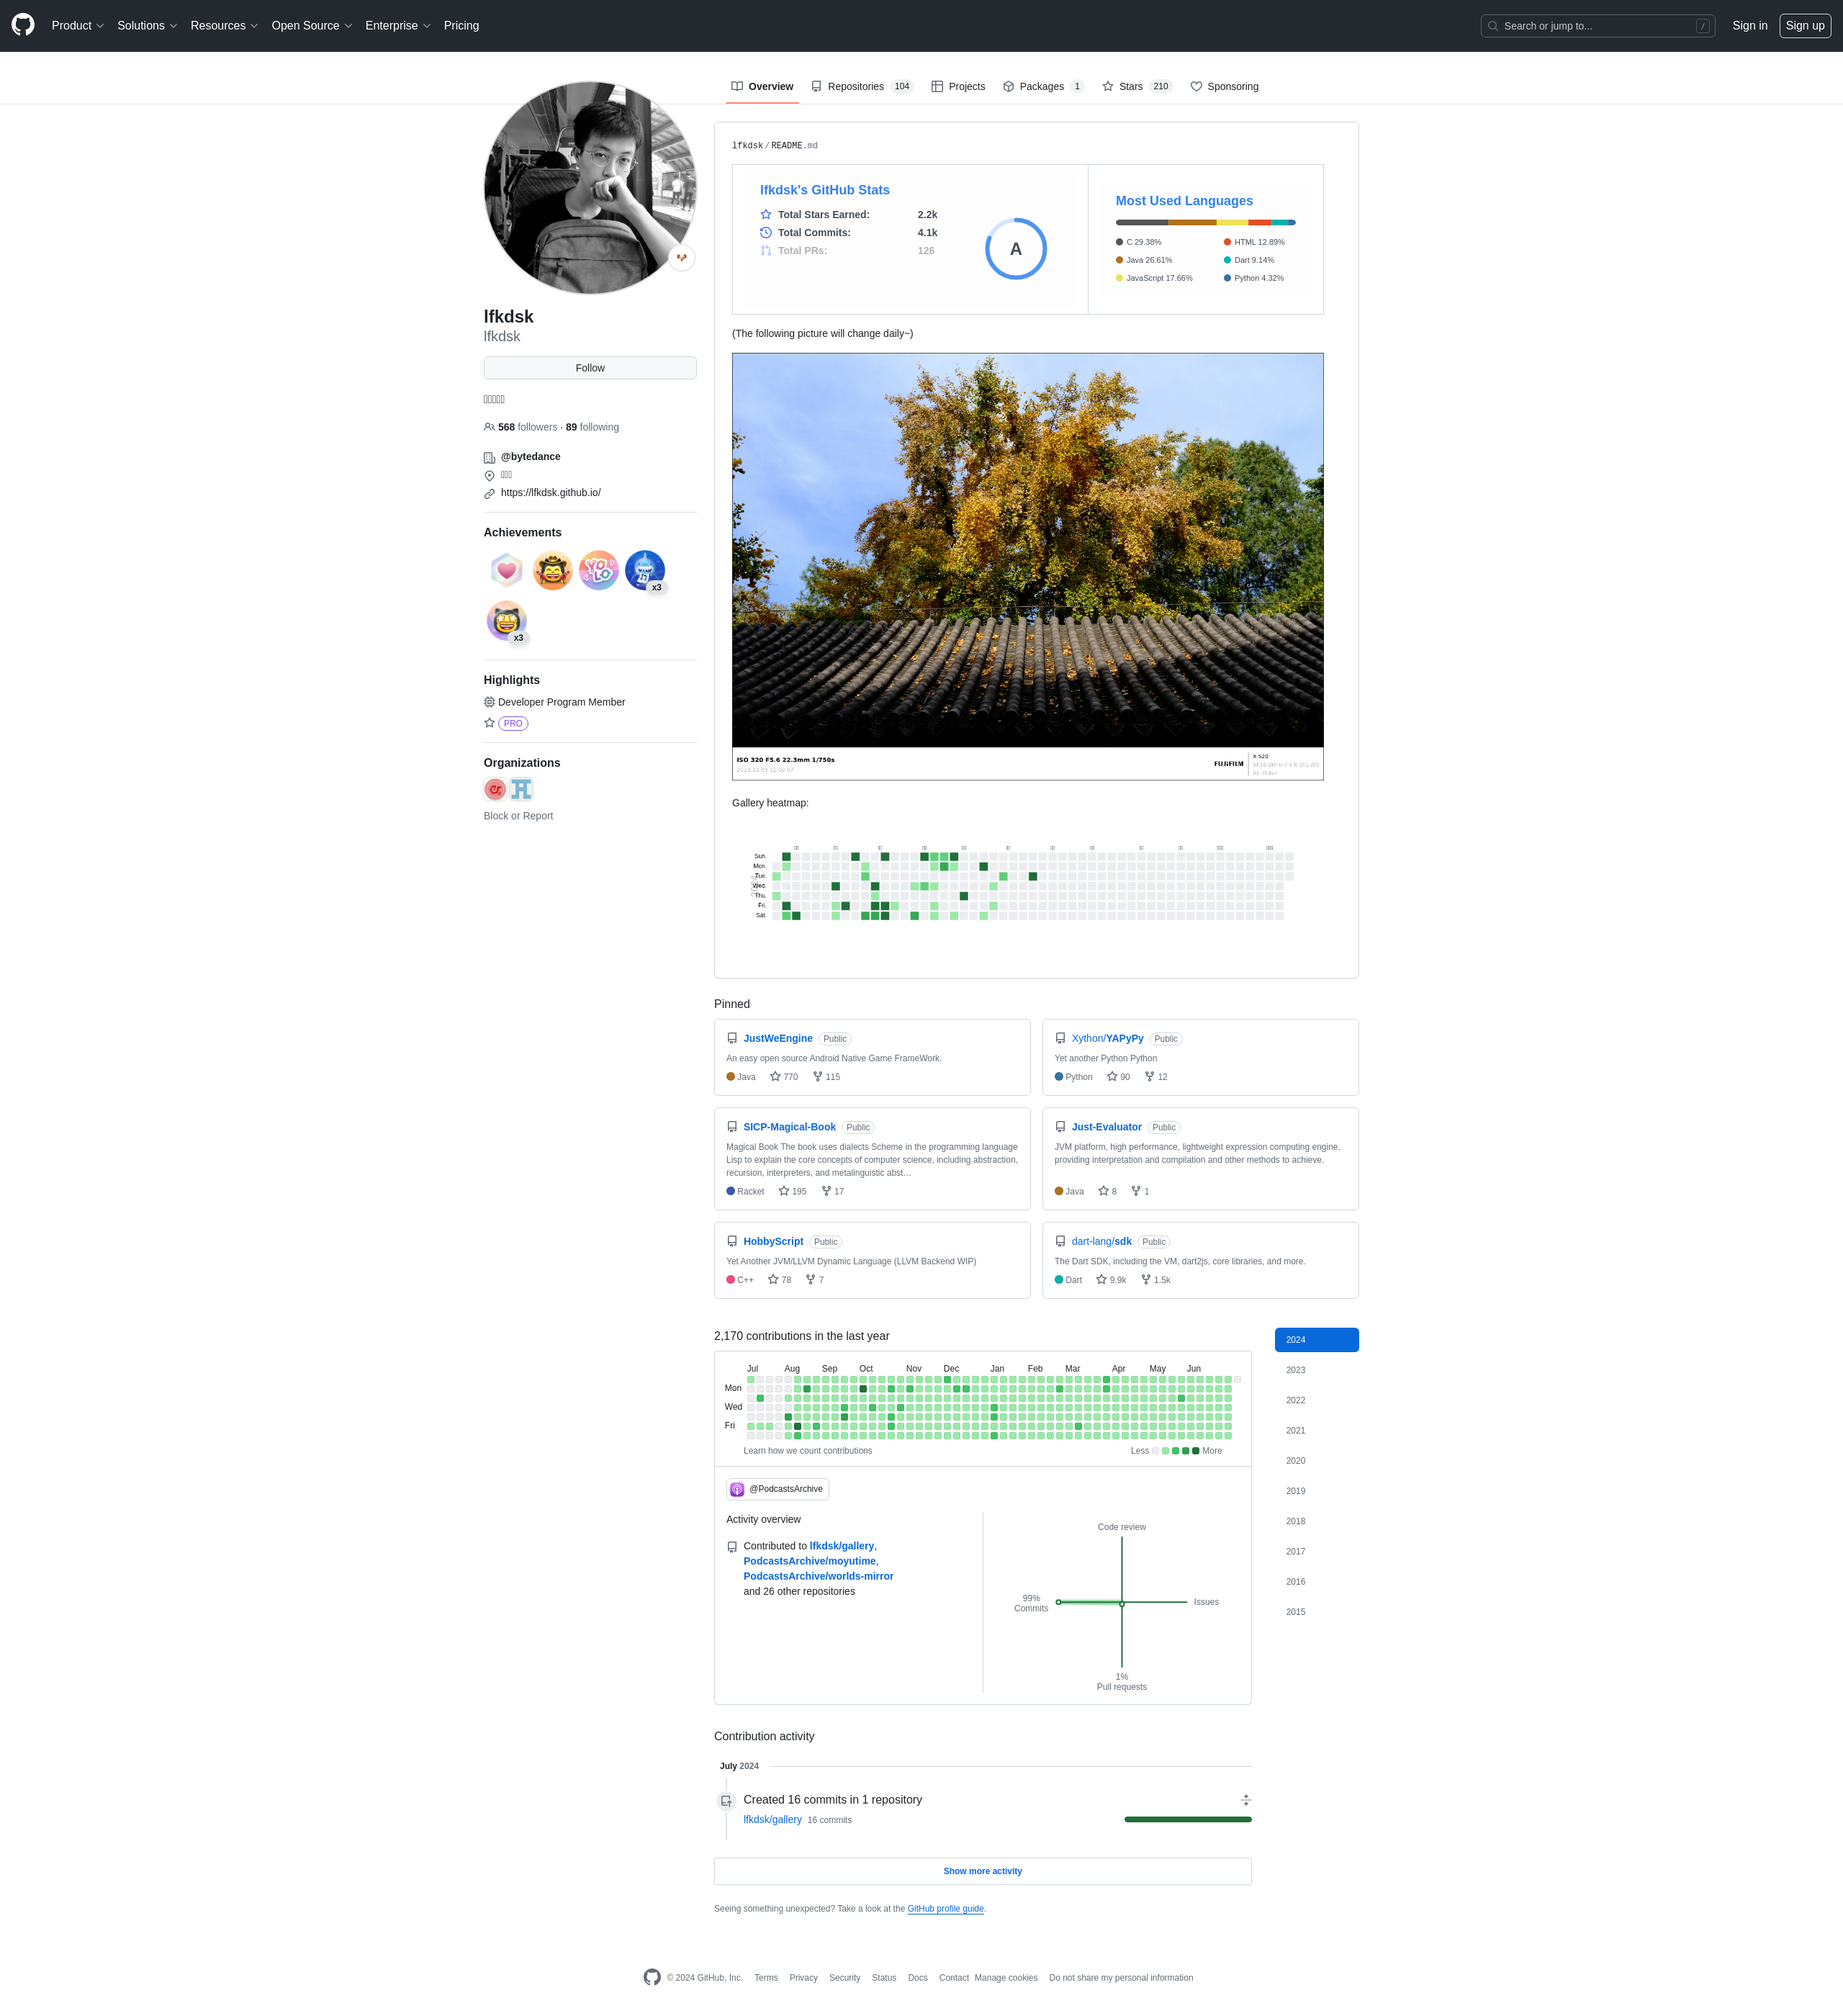 Product Solutions Resources Open Source Enterprise Pricing Search or jump to... / Sign in Sign up
Overview Repositories 104 Projects Packages 1 Stars 210 Sponsoring
lfkdsk
lfkdsk
Follow
568 followers · 89 following
@bytedance
https://lfkdsk.github.io/
Achievements
YOLO
x3
x3
Highlights
Developer Program Member
PRO
Organizations
Block or Report
lfkdsk/README.md
lfkdsk's GitHub Stats
Total Stars Earned: 2.2k
Total Commits: 4.1k
Total PRs: 126
A
Most Used Languages
C 29.38% HTML 12.89%
Java 26.61% Dart 9.14%
JavaScript 17.66% Python 4.32%
(The following picture will change daily~)
ISO 320 F5.6 22.3mm 1/750s
FUJIFILM
X-S20
Gallery heatmap:
Sun.
Mon.
Tue.
Wed.
Thu.
Fri.
Sat.
Pinned
JustWeEngine Public
An easy open source Android Native Game FrameWork.
Java 770 115
Xython/YAPyPy Public
Yet another Python Python
Python 90 12
SICP-Magical-Book Public
Magical Book The book uses dialects Scheme in the programming language
Lisp to explain the core concepts of computer science, including abstraction,
recursion, interpreters, and metalinguistic abst…
Racket 195 17
Just-Evaluator Public
JVM platform, high performance, lightweight expression computing engine,
providing interpretation and compilation and other methods to achieve.
Java 8 1
HobbyScript Public
Yet Another JVM/LLVM Dynamic Language (LLVM Backend WIP)
C++ 78 7
dart-lang/sdk Public
The Dart SDK, including the VM, dart2js, core libraries, and more.
Dart 9.9k 1.5k
2,170 contributions in the last year
Jul Aug Sep Oct Nov Dec Jan Feb Mar Apr May Jun
Mon
Wed
Fri
Learn how we count contributions
Less More
@PodcastsArchive
Activity overview
Contributed to lfkdsk/gallery,
PodcastsArchive/moyutime,
PodcastsArchive/worlds-mirror
and 26 other repositories
Code review
99%
Commits
Issues
1%
Pull requests
2024
2023
2022
2021
2020
2019
2018
2017
2016
2015
Contribution activity
July 2024
Created 16 commits in 1 repository
lfkdsk/gallery 16 commits
Show more activity
Seeing something unexpected? Take a look at the GitHub profile guide.
© 2024 GitHub, Inc. Terms Privacy Security Status Docs Contact Manage cookies Do not share my personal information